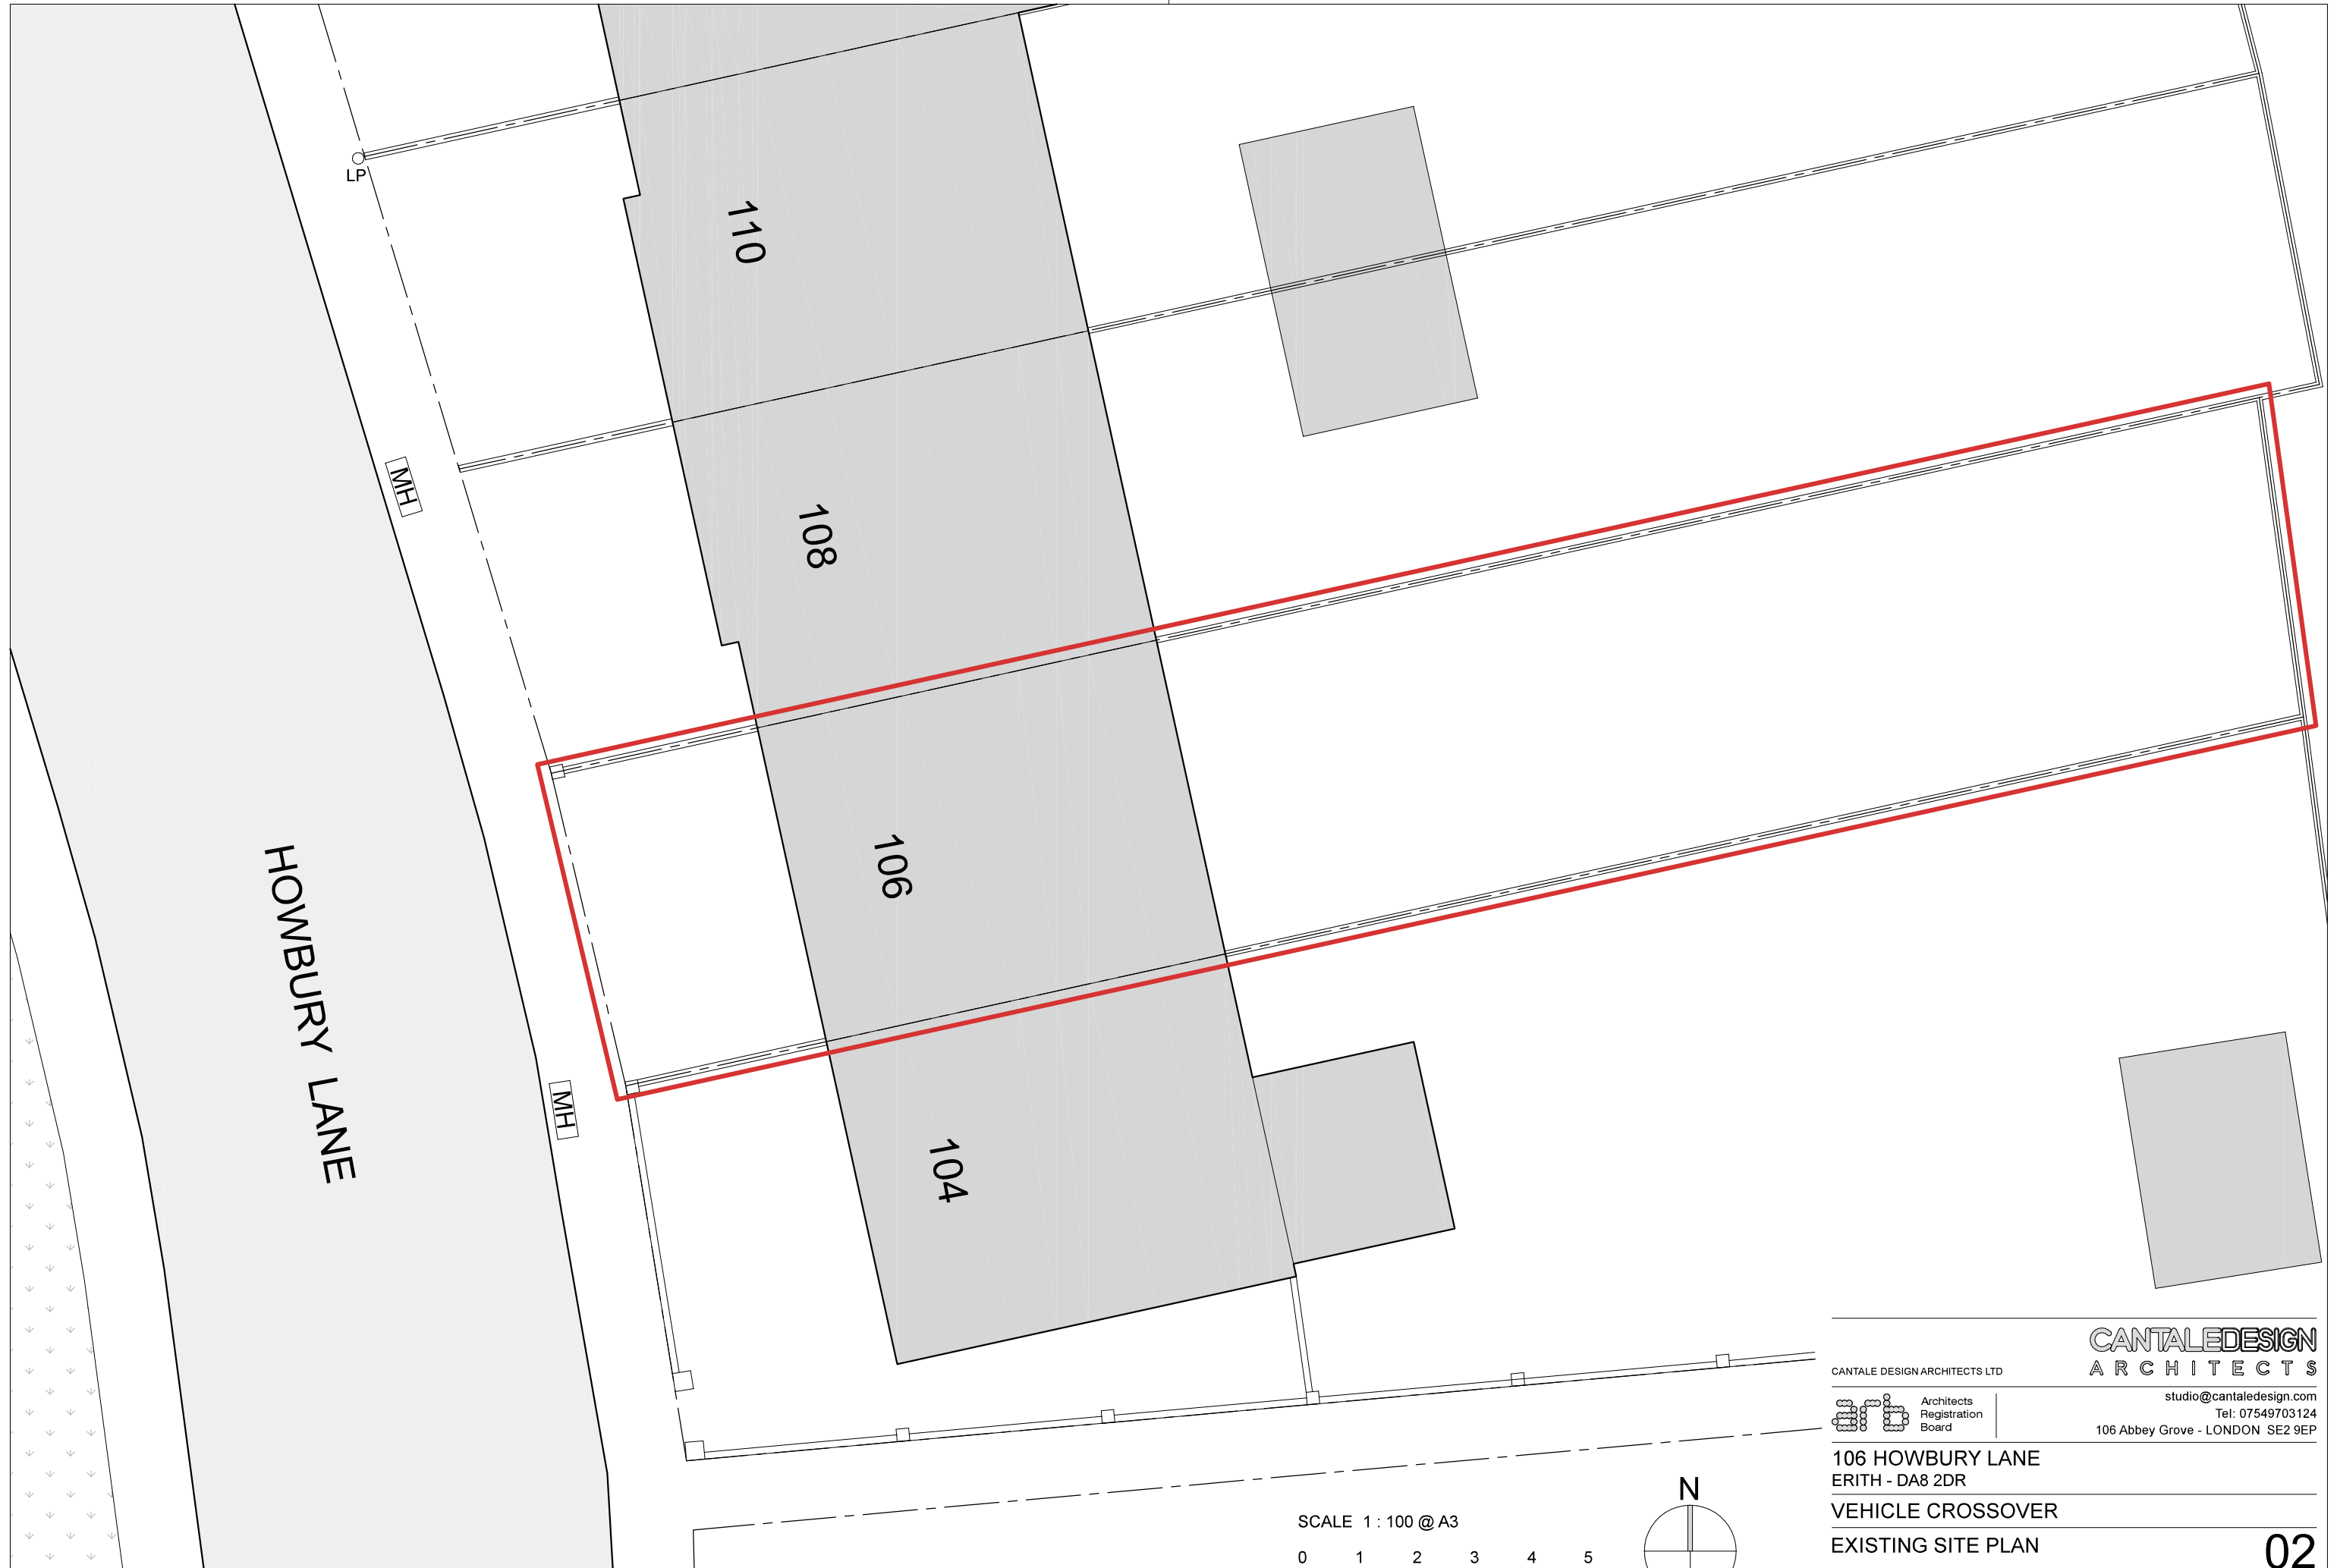 LP
110
MH
108
106
HOWBURY LANE
MH
104
CANTALEDESIGN
ARCHITECTS
CANTALE DESIGN ARCHITECTS LTD
arb
Architects
Registration
Board
studio@cantaledesign.com
Tel: 07549703124
106 Abbey Grove - LONDON SE2 9EP
106 HOWBURY LANE
ERITH - DA8 2DR
VEHICLE CROSSOVER
EXISTING SITE PLAN
02
N
SCALE 1 : 100 @ A3
0 1 2 3 4 5